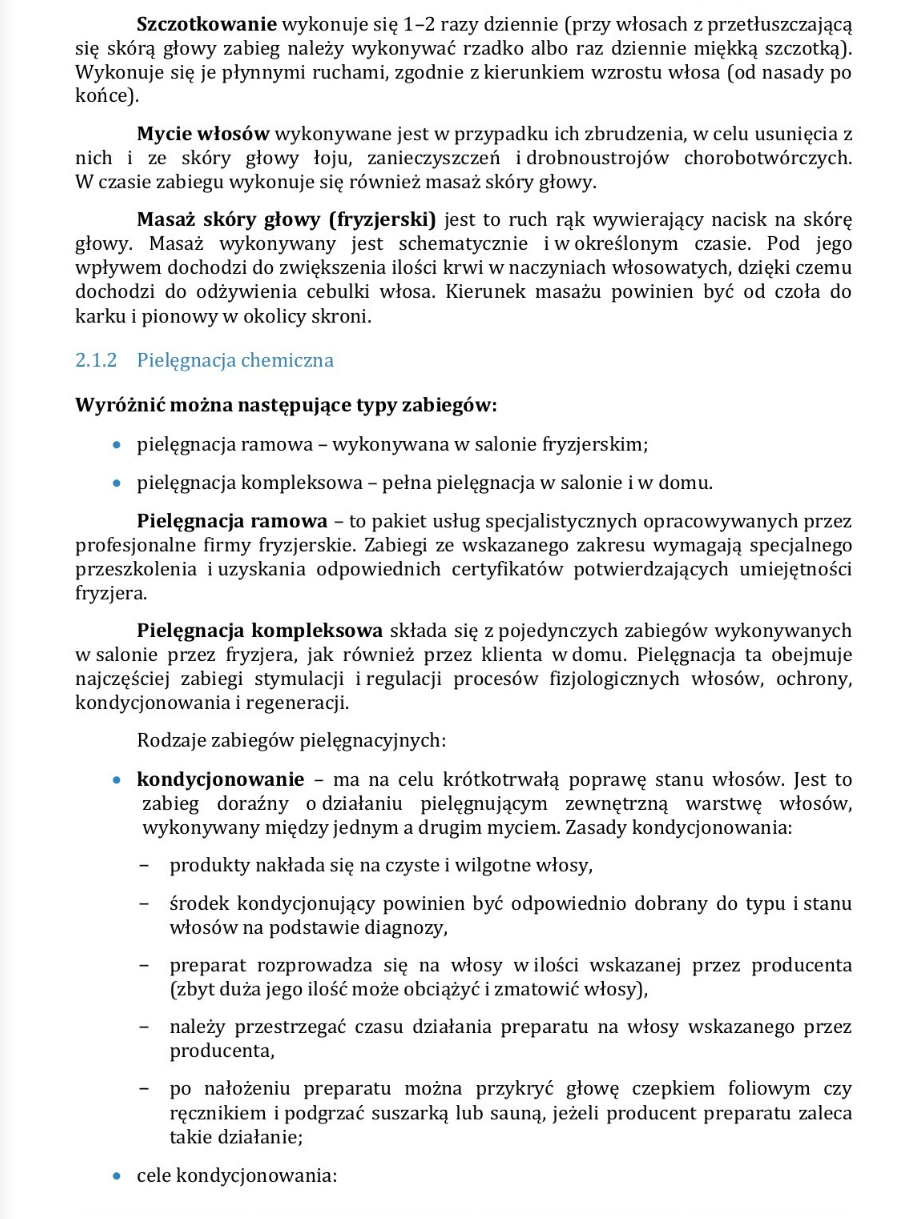 Szczotkowanie wykonuje się 1–2 razy dziennie (przy włosach z przetłuszczającą
się skórą głowy zabieg należy wykonywać rzadko albo raz dziennie miękką szczotką).
Wykonuje się je płynnymi ruchami, zgodnie z kierunkiem wzrostu włosa (od nasady po
końce).
Mycie włosów wykonywane jest w przypadku ich zbrudzenia, w celu usunięcia z
nich i ze skóry głowy łoju, zanieczyszczeń i drobnoustrojów chorobotwórczych.
W czasie zabiegu wykonuje się również masaż skóry głowy.
Masaż skóry głowy (fryzjerski) jest to ruch rąk wywierający nacisk na skórę
głowy. Masaż wykonywany jest schematycznie i w określonym czasie. Pod jego
wpływem dochodzi do zwiększenia ilości krwi w naczyniach włosowatych, dzięki czemu
dochodzi do odżywienia cebulki włosa. Kierunek masażu powinien być od czoła do
karku i pionowy w okolicy skroni.
2.1.2 Pielęgnacja chemiczna
Wyróżnić można następujące typy zabiegów:
• pielęgnacja ramowa – wykonywana w salonie fryzjerskim;
• pielęgnacja kompleksowa – pełna pielęgnacja w salonie i w domu.
Pielęgnacja ramowa – to pakiet usług specjalistycznych opracowywanych przez
profesjonalne firmy fryzjerskie. Zabiegi ze wskazanego zakresu wymagają specjalnego
przeszkolenia i uzyskania odpowiednich certyfikatów potwierdzających umiejętności
fryzjera.
Pielęgnacja kompleksowa składa się z pojedynczych zabiegów wykonywanych
w salonie przez fryzjera, jak również przez klienta w domu. Pielęgnacja ta obejmuje
najczęściej zabiegi stymulacji i regulacji procesów fizjologicznych włosów, ochrony,
kondycjonowania i regeneracji.
Rodzaje zabiegów pielęgnacyjnych:
• kondycjonowanie – ma na celu krótkotrwałą poprawę stanu włosów. Jest to
zabieg doraźny o działaniu pielęgnującym zewnętrzną warstwę włosów,
wykonywany między jednym a drugim myciem. Zasady kondycjonowania:
– produkty nakłada się na czyste i wilgotne włosy,
– środek kondycjonujący powinien być odpowiednio dobrany do typu i stanu
włosów na podstawie diagnozy,
– preparat rozprowadza się na włosy w ilości wskazanej przez producenta
(zbyt duża jego ilość może obciążyć i zmatowić włosy),
– należy przestrzegać czasu działania preparatu na włosy wskazanego przez
producenta,
– po nałożeniu preparatu można przykryć głowę czepkiem foliowym czy
ręcznikiem i podgrzać suszarką lub sauną, jeżeli producent preparatu zaleca
takie działanie;
• cele kondycjonowania: